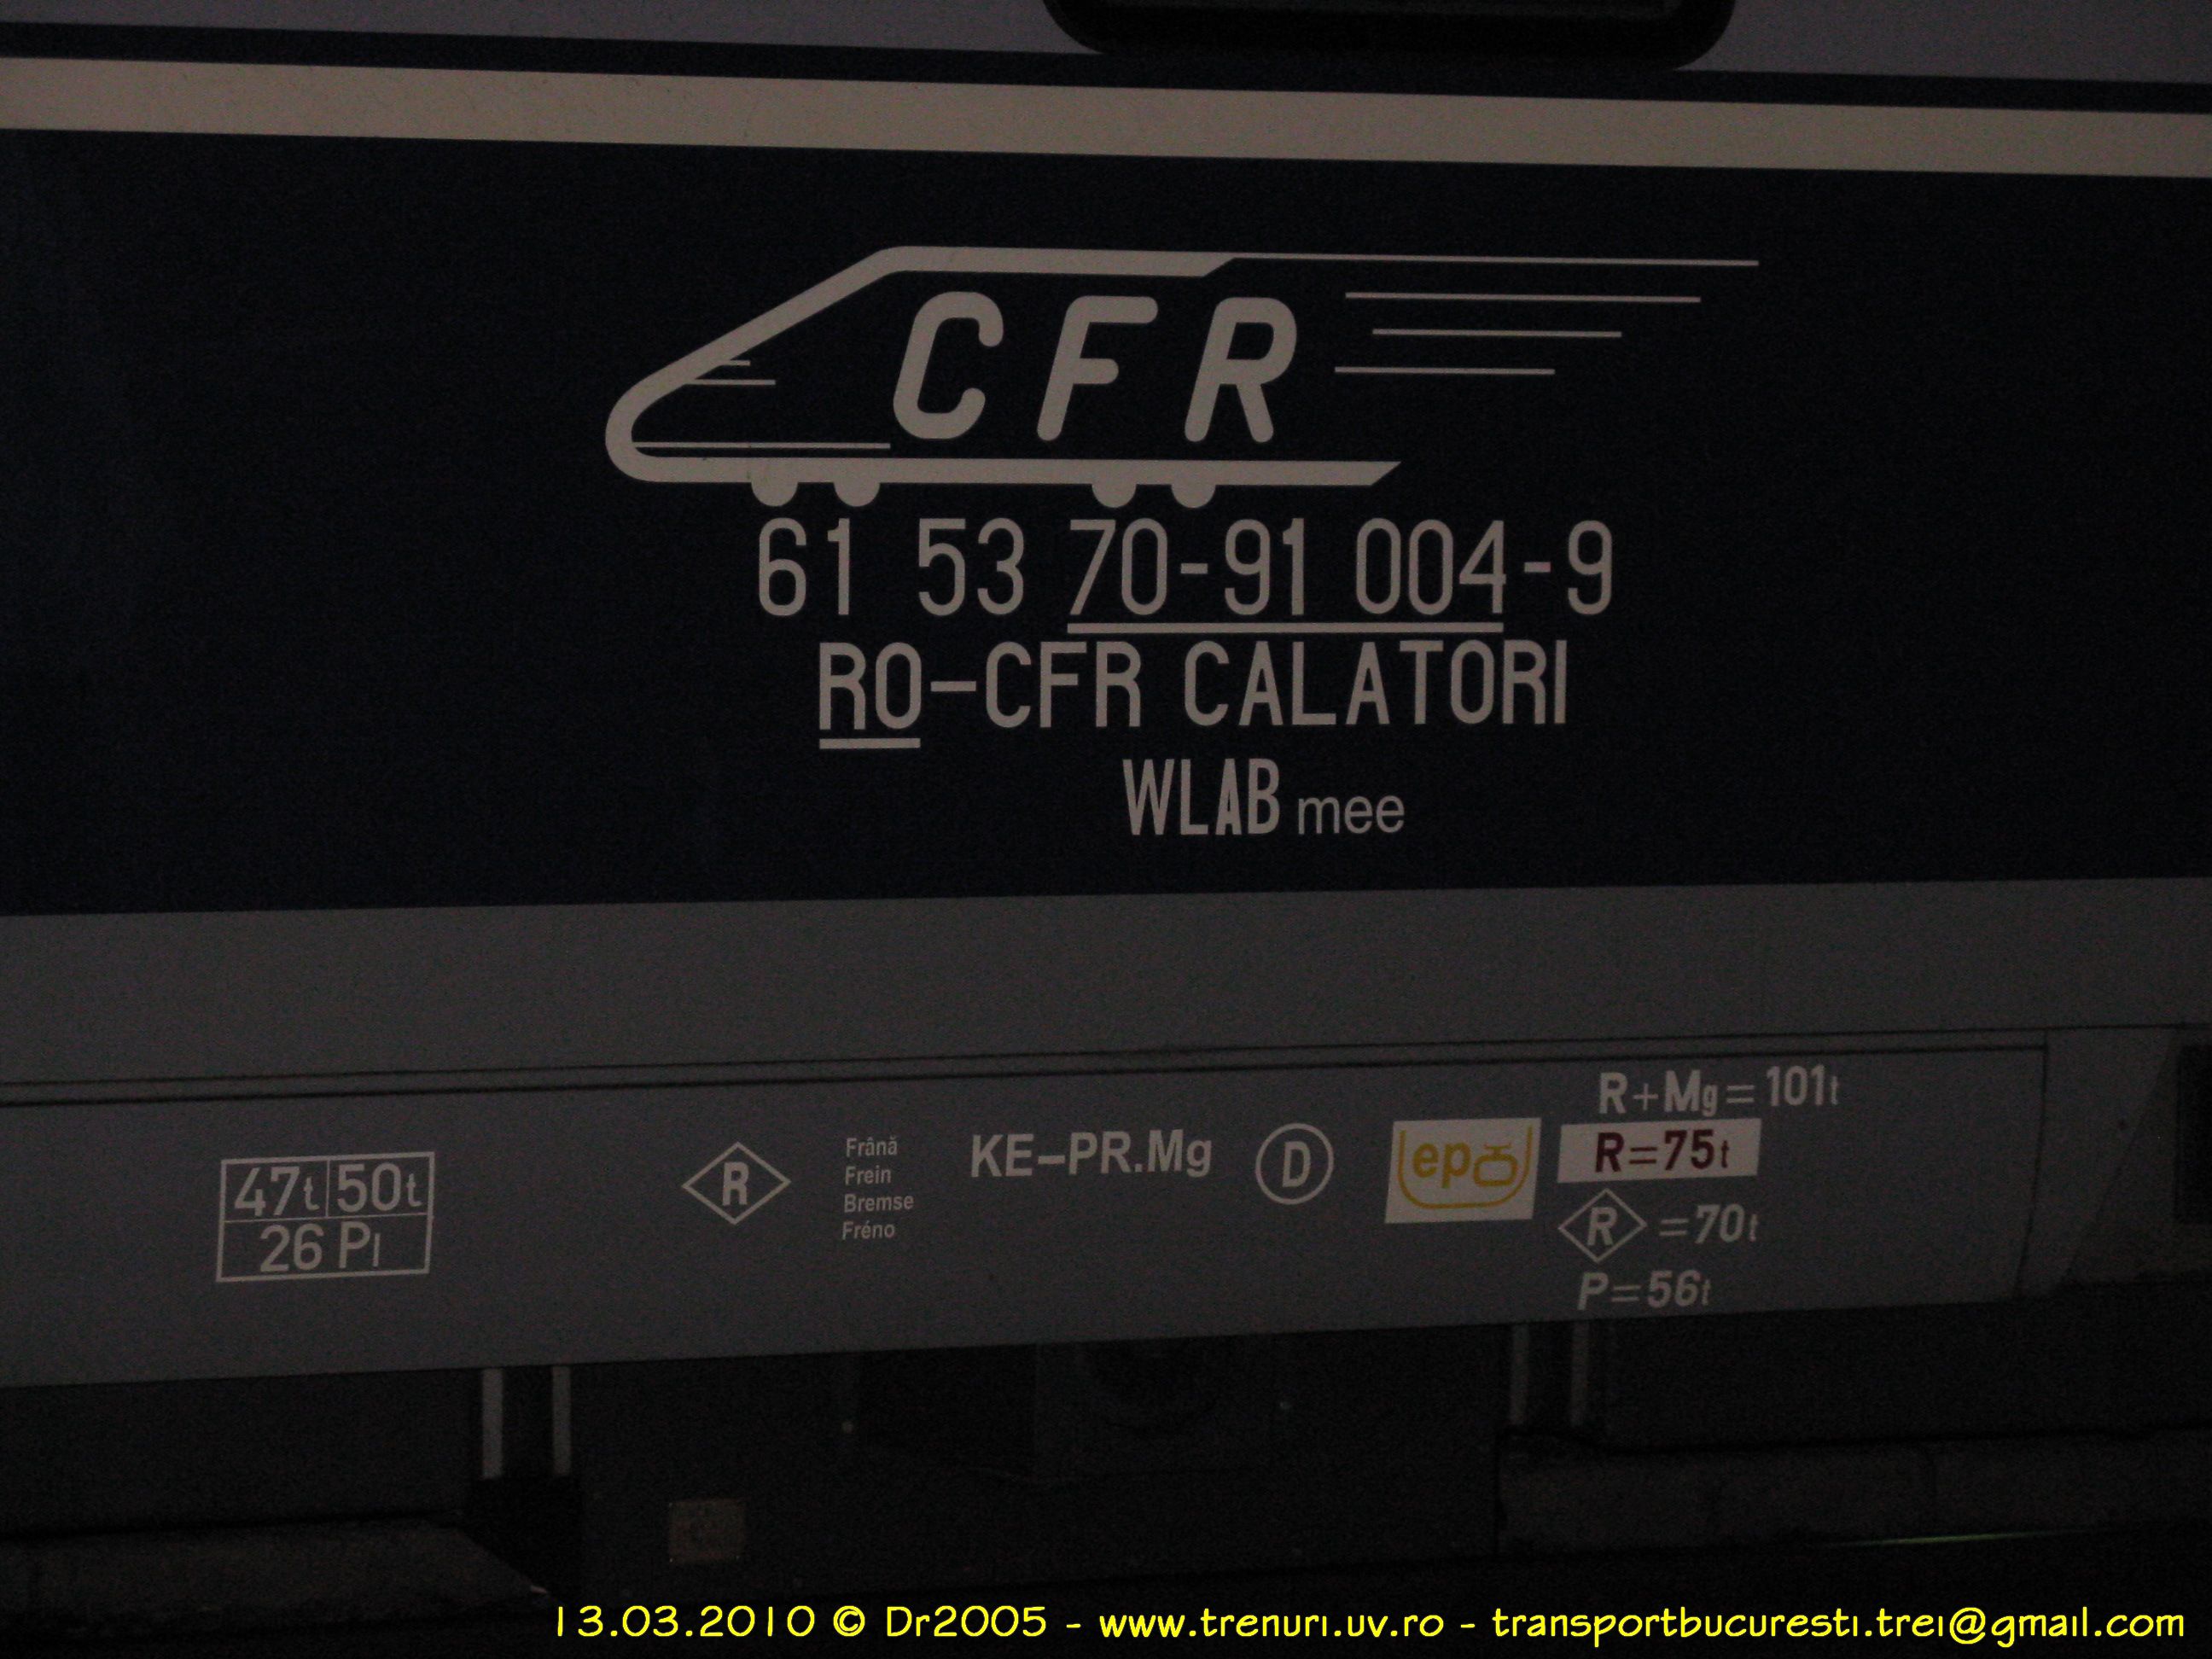 CFR
61 53 70-91 004-9
RO-CFR CALATORI
WLAB mee
47t 50t
26 Pl
R
Frână
Frein
Bremse
Fréno
KE-PR.Mg
D
ep
R+Mg=101t
R=75t
R =70t
P=56t
13.03.2010 © Dr2005 - www.trenuri.uv.ro - transportbucuresti.trei@gmail.com